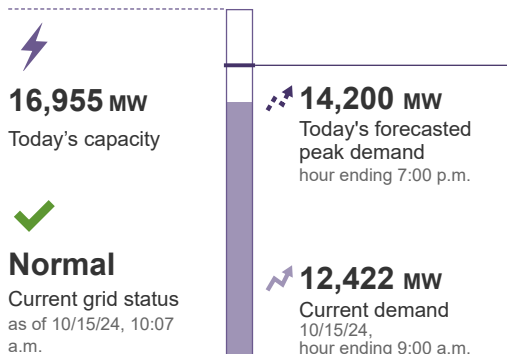 16,955 MW
Today's capacity
Normal
Current grid status
as of 10/15/24, 10:07
a.m.
14,200 MW
Today's forecasted
peak demand
hour ending 7:00 p.m.
12,422 MW
Current demand
10/15/24,
hour ending 9:00 a.m.